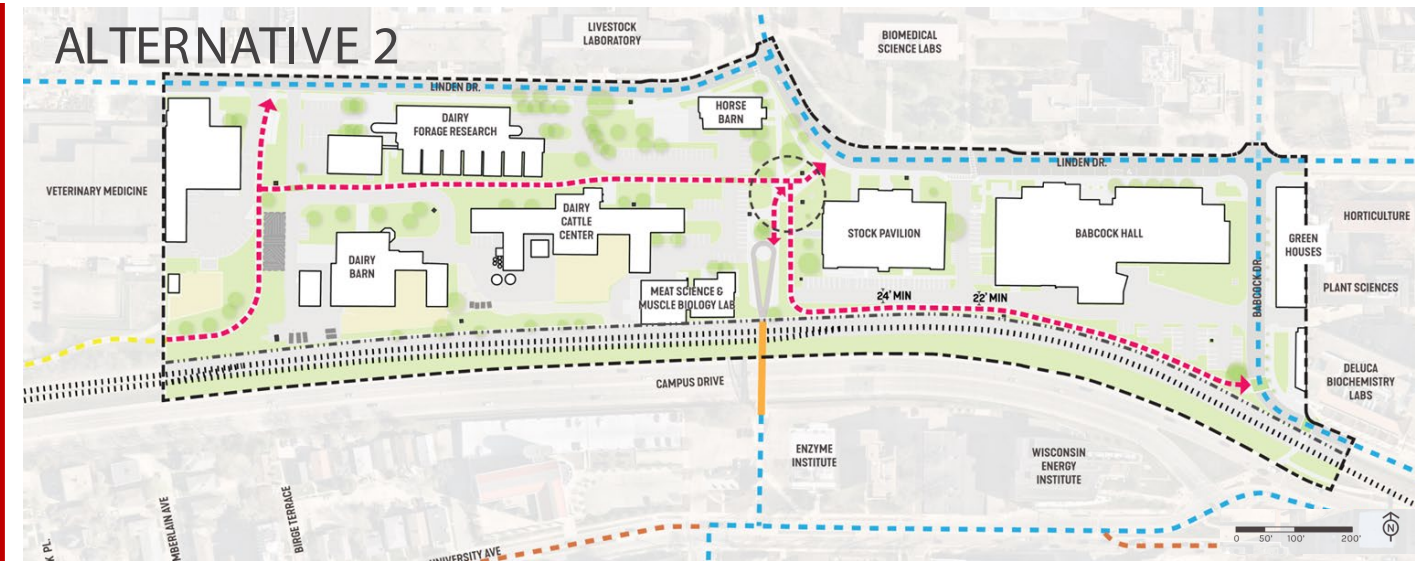 ALTERNATIVE 2
LIVESTOCK
LABORATORY
BIOMEDICAL
SCIENCE LABS
LINDEN DR.
HORSE
BARN
DAIRY
FORAGE RESEARCH
LINDEN DR.
VETERINARY MEDICINE
DAIRY
CATTLE
CENTER
STOCK PAVILION
BABCOCK HALL
HORTICULTURE
GREEN
HOUSES
DAIRY
BARN
BABCOCK DR.
PLANT SCIENCES
MEAT SCIENCE &
MUSCLE BIOLOGY LAB
24' MIN
22' MIN
CAMPUS DRIVE
DELUCA
BIOCHEMISTRY
LABS
ENZYME
INSTITUTE
WISCONSIN
ENERGY
INSTITUTE
K PL.
MBERLAIN AVE
BIRGE TERRACE
UNIVERSITY AVE
0 50' 100' 200'
N